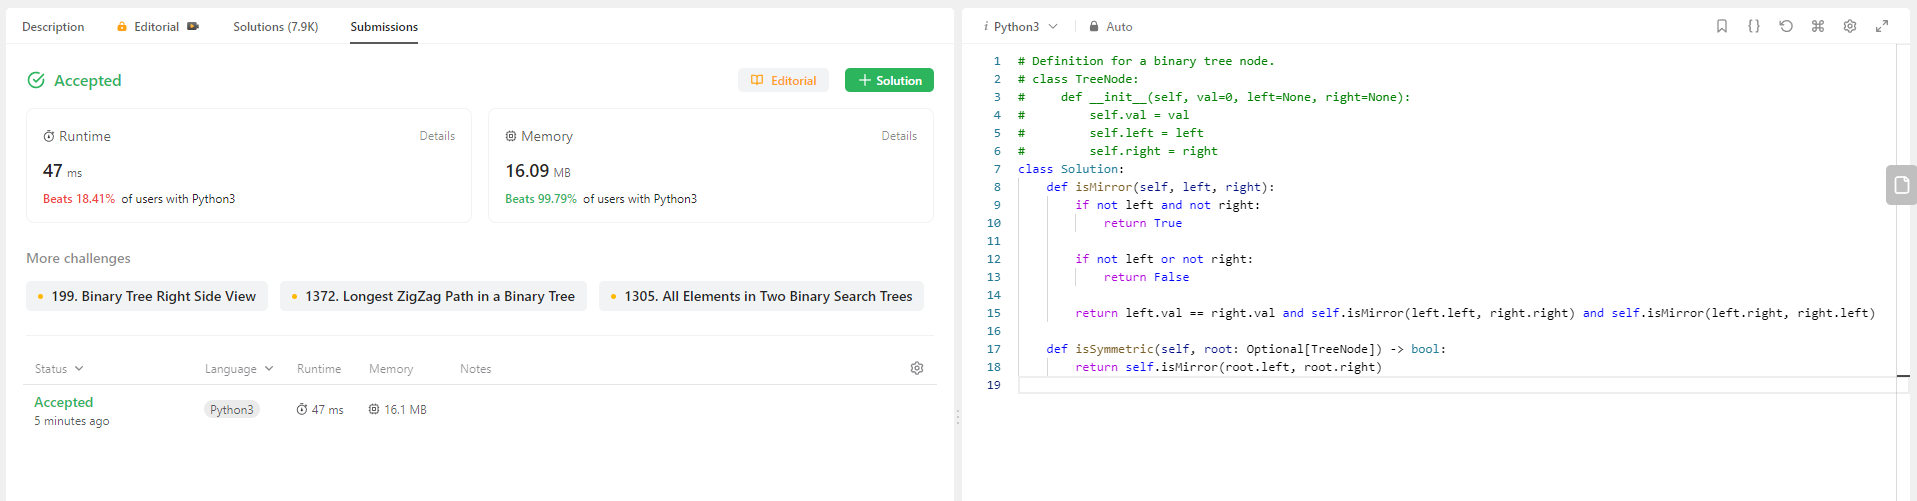 Description Editorial Solutions (7.9K) Submissions
Accepted Editorial + Solution
Runtime Details
47 ms
Beats 18.41% of users with Python3
Memory Details
16.09 MB
Beats 99.79% of users with Python3
More challenges
199. Binary Tree Right Side View 1372. Longest ZigZag Path in a Binary Tree 1305. All Elements in Two Binary Search Trees
Status Language Runtime Memory Notes
Accepted Python3 47 ms 16.1 MB
5 minutes ago
i Python3 Auto
1 # Definition for a binary tree node.
2 # class TreeNode:
3 #     def __init__(self, val=0, left=None, right=None):
4 #         self.val = val
5 #         self.left = left
6 #         self.right = right
7 class Solution:
8     def isMirror(self, left, right):
9         if not left and not right:
10             return True
11
12         if not left or not right:
13             return False
14
15         return left.val == right.val and self.isMirror(left.left, right.right) and self.isMirror(left.right, right.left)
16
17     def isSymmetric(self, root: Optional[TreeNode]) -> bool:
18         return self.isMirror(root.left, root.right)
19